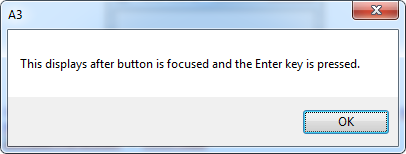 A3
This displays after button is focused and the Enter key is pressed.
OK